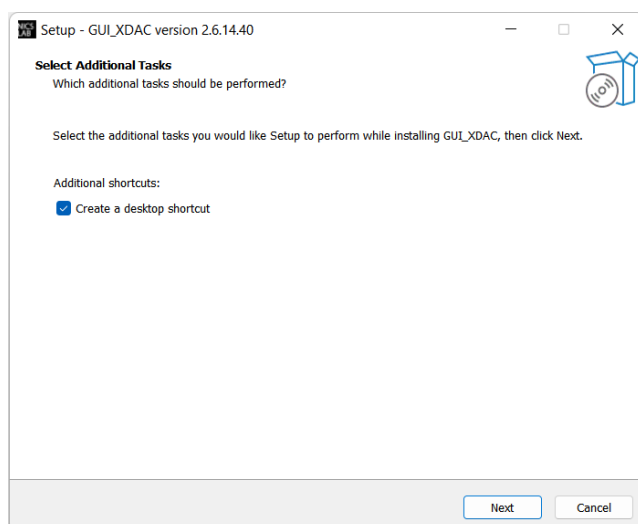 NICS
LAB
Setup - GUI_XDAC version 2.6.14.40
Select Additional Tasks
Which additional tasks should be performed?
Select the additional tasks you would like Setup to perform while installing GUI_XDAC, then click Next.
Additional shortcuts:
Create a desktop shortcut
Next
Cancel